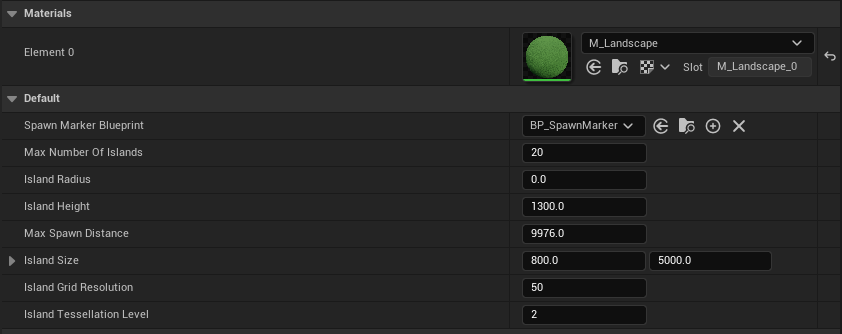 Materials
Element 0
M_Landscape
Slot M_Landscape_0
Default
Spawn Marker Blueprint BP_SpawnMarker
Max Number Of Islands 20
Island Radius 0.0
Island Height 1300.0
Max Spawn Distance 9976.0
Island Size 800.0 5000.0
Island Grid Resolution 50
Island Tessellation Level 2